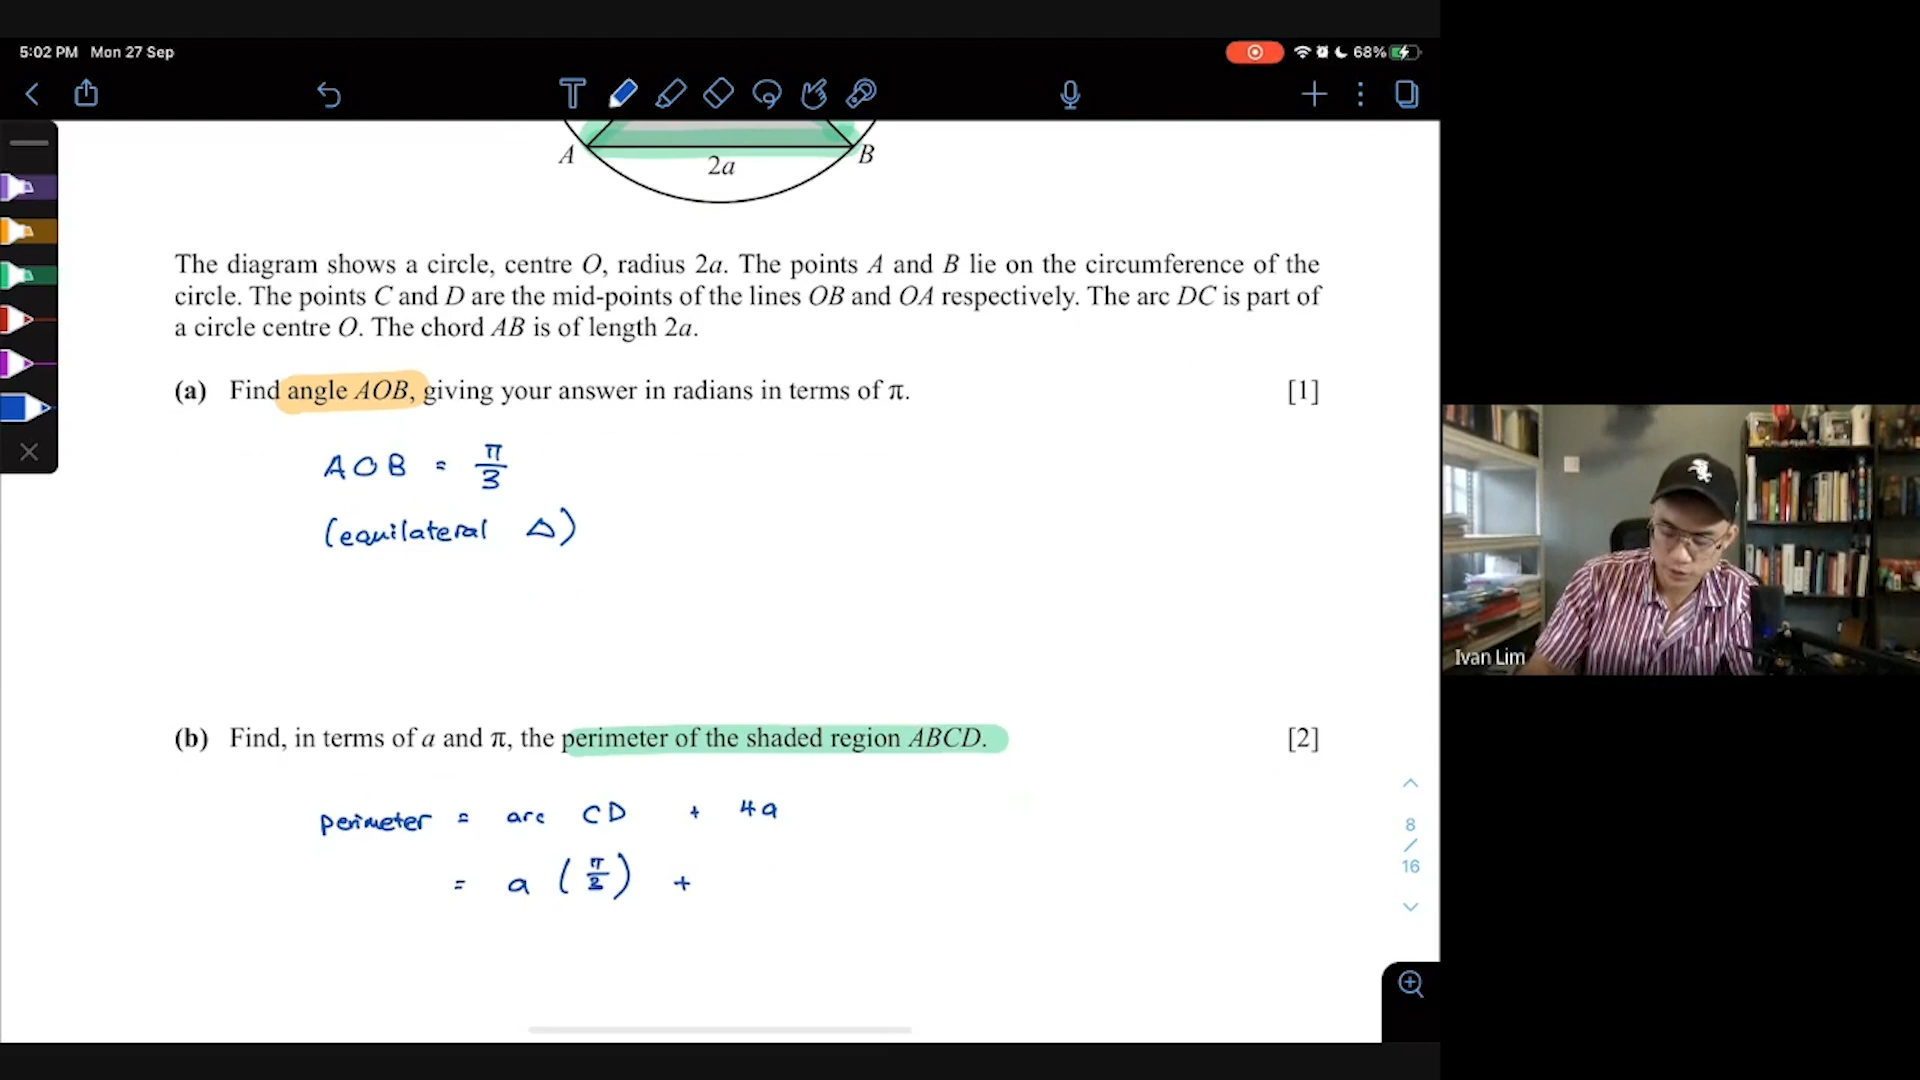 5:02 PM Mon 27 Sep
68%
T
A
B
2a
The diagram shows a circle, centre O, radius 2a. The points A and B lie on the circumference of the
circle. The points C and D are the mid-points of the lines OB and OA respectively. The arc DC is part of
a circle centre O. The chord AB is of length 2a.
(a) Find angle AOB, giving your answer in radians in terms of π. [1]
AOB = π/3
(equilateral Δ)
(b) Find, in terms of a and π, the perimeter of the shaded region ABCD. [2]
perimeter = arc CD + 4a
= a (π/3) +
8
/
16
Ivan Lim